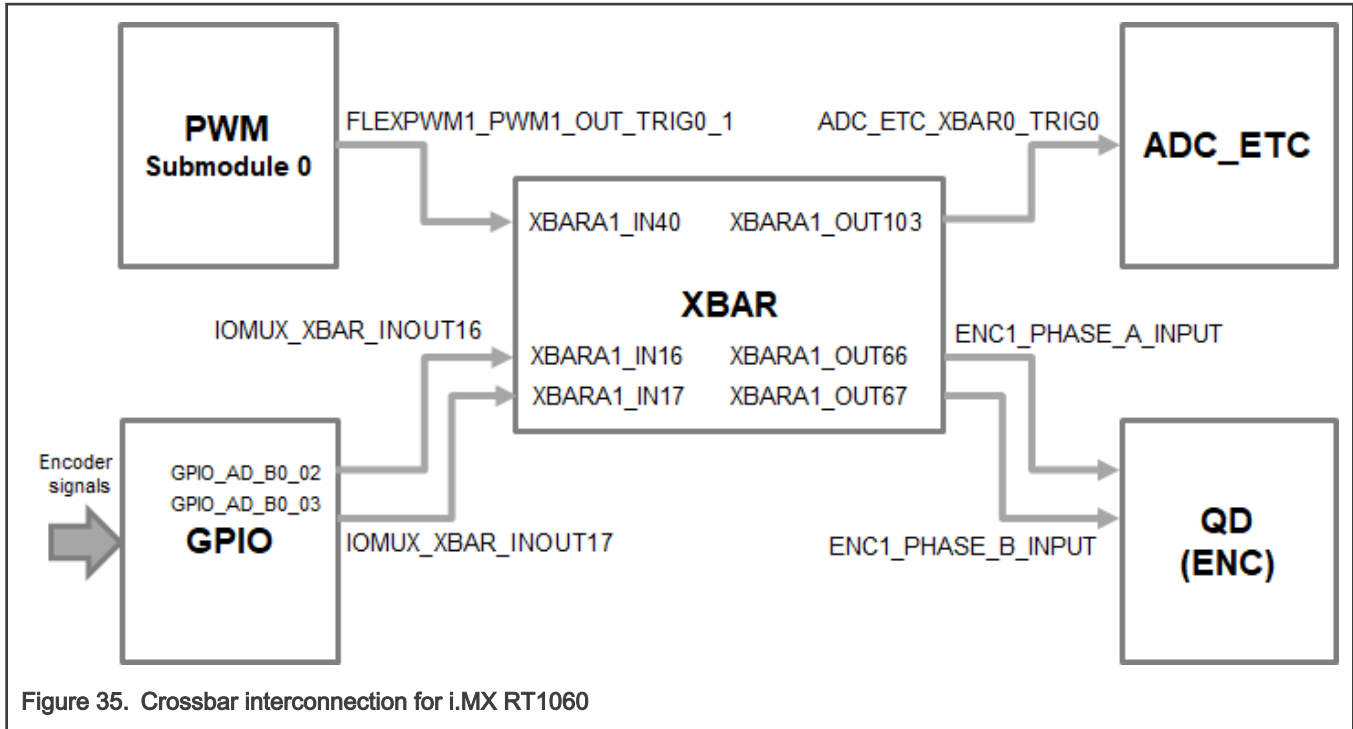 PWM
Submodule 0
FLEXPWM1_PWM1_OUT_TRIG0_1
ADC_ETC_XBAR0_TRIG0
ADC_ETC
XBARA1_IN40
XBARA1_OUT103
XBAR
IOMUX_XBAR_INOUT16
XBARA1_IN16
XBARA1_OUT66
XBARA1_IN17
XBARA1_OUT67
ENC1_PHASE_A_INPUT
Encoder
signals
GPIO_AD_B0_02
GPIO_AD_B0_03
GPIO
IOMUX_XBAR_INOUT17
ENC1_PHASE_B_INPUT
QD
(ENC)
Figure 35. Crossbar interconnection for i.MX RT1060